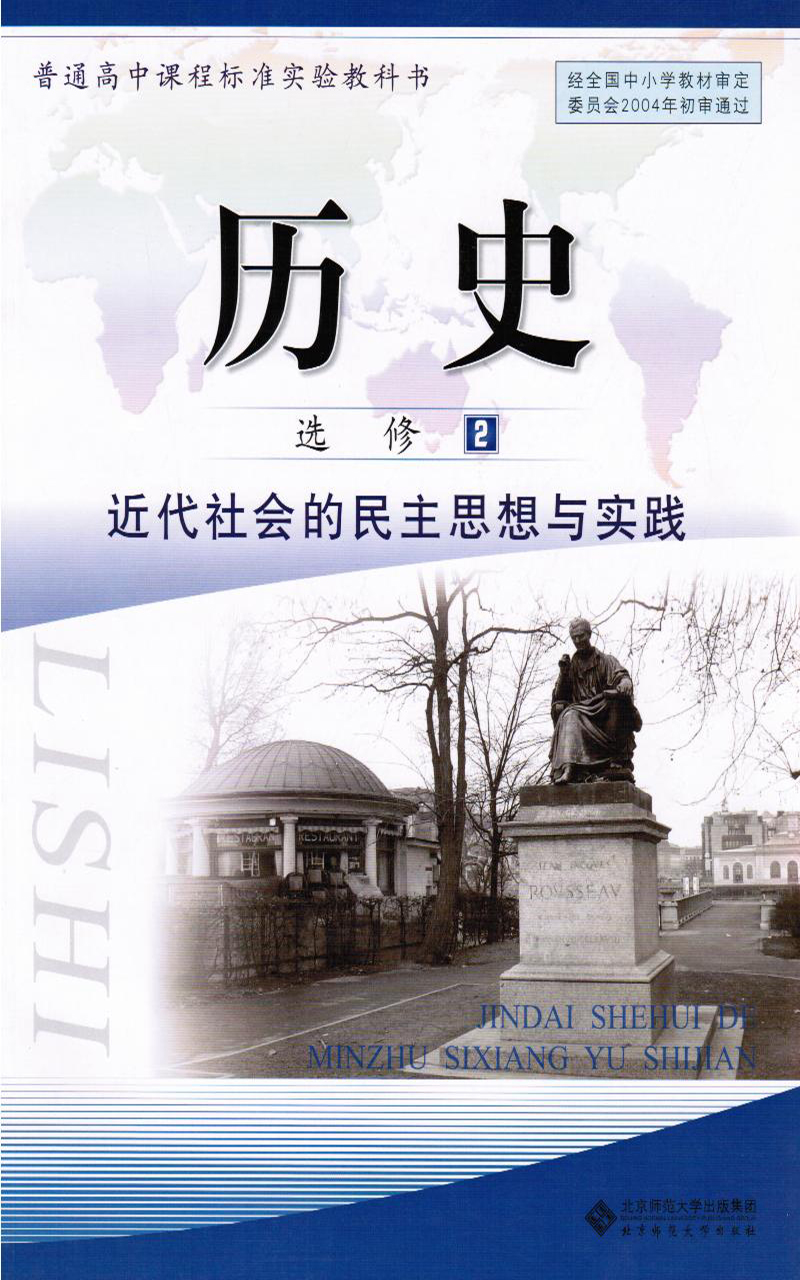 普通高中课程标准实验教科书
经全国中小学教材审定
委员会2004年初审通过
历史
选修 2
近代社会的民主思想与实践
LISHI
RESTAURANT
RESTAURANT
JEAN JACQUES
ROUSSEAU
JINDAI SHEHUI DE
MINZHU SIXIANG YU SHIJIAN
北京师范大学出版集团
北京师范大学出版社